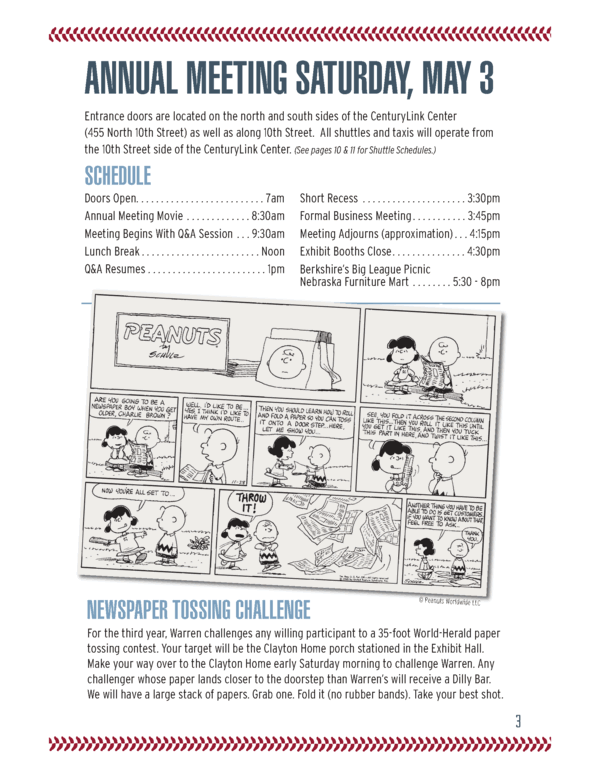 ANNUAL MEETING SATURDAY, MAY 3
Entrance doors are located on the north and south sides of the CenturyLink Center
(455 North 10th Street) as well as along 10th Street. All shuttles and taxis will operate from
the 10th Street side of the CenturyLink Center. (See pages 10 & 11 for Shuttle Schedules.)
SCHEDULE
Doors Open. . . . . . . . . . . . . . . . . . . . . . . . . . 7am
Annual Meeting Movie . . . . . . . . . . . . . 8:30am
Meeting Begins With Q&A Session . . . 9:30am
Lunch Break . . . . . . . . . . . . . . . . . . . . . . . . Noon
Q&A Resumes . . . . . . . . . . . . . . . . . . . . . . . . 1pm
Short Recess . . . . . . . . . . . . . . . . . . . . . 3:30pm
Formal Business Meeting. . . . . . . . . . . 3:45pm
Meeting Adjourns (approximation) . . . 4:15pm
Exhibit Booths Close. . . . . . . . . . . . . . . 4:30pm
Berkshire's Big League Picnic
Nebraska Furniture Mart . . . . . . . . 5:30 - 8pm
PEANUTS
by
SCHULZ
ARE YOU GOING TO BE A
NEWSPAPER BOY WHEN YOU GET
OLDER, CHARLIE BROWN?
WELL, I'D LIKE TO BE...
YES, I THINK I'D LIKE TO
HAVE MY OWN ROUTE...
THEN YOU SHOULD LEARN HOW TO ROLL
AND FOLD A PAPER SO YOU CAN TOSS
IT ONTO A DOOR STEP...HERE,
LET ME SHOW YOU...
SEE, YOU FOLD IT ACROSS THE SECOND COLUMN
LIKE THIS...THEN YOU ROLL IT LIKE THIS UNTIL
YOU GET IT LIKE THIS, AND THEN YOU TUCK
THIS PART IN HERE, AND TWIST IT LIKE THIS...
NOW YOU'RE ALL SET TO...
THROW
IT!
ANOTHER THING YOU HAVE TO BE
ABLE TO DO IS GET CUSTOMERS.
IF YOU WANT TO KNOW ABOUT THAT
FEEL FREE TO ASK...
THANK
YOU...
© Peanuts Worldwide LLC
NEWSPAPER TOSSING CHALLENGE
For the third year, Warren challenges any willing participant to a 35-foot World-Herald paper
tossing contest. Your target will be the Clayton Home porch stationed in the Exhibit Hall.
Make your way over to the Clayton Home early Saturday morning to challenge Warren. Any
challenger whose paper lands closer to the doorstep than Warren's will receive a Dilly Bar.
We will have a large stack of papers. Grab one. Fold it (no rubber bands). Take your best shot.
3